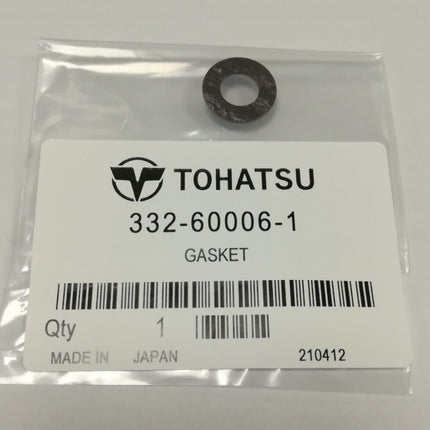 TOHATSU
332-60006-1
GASKET
Qty 1
MADE IN JAPAN 210412